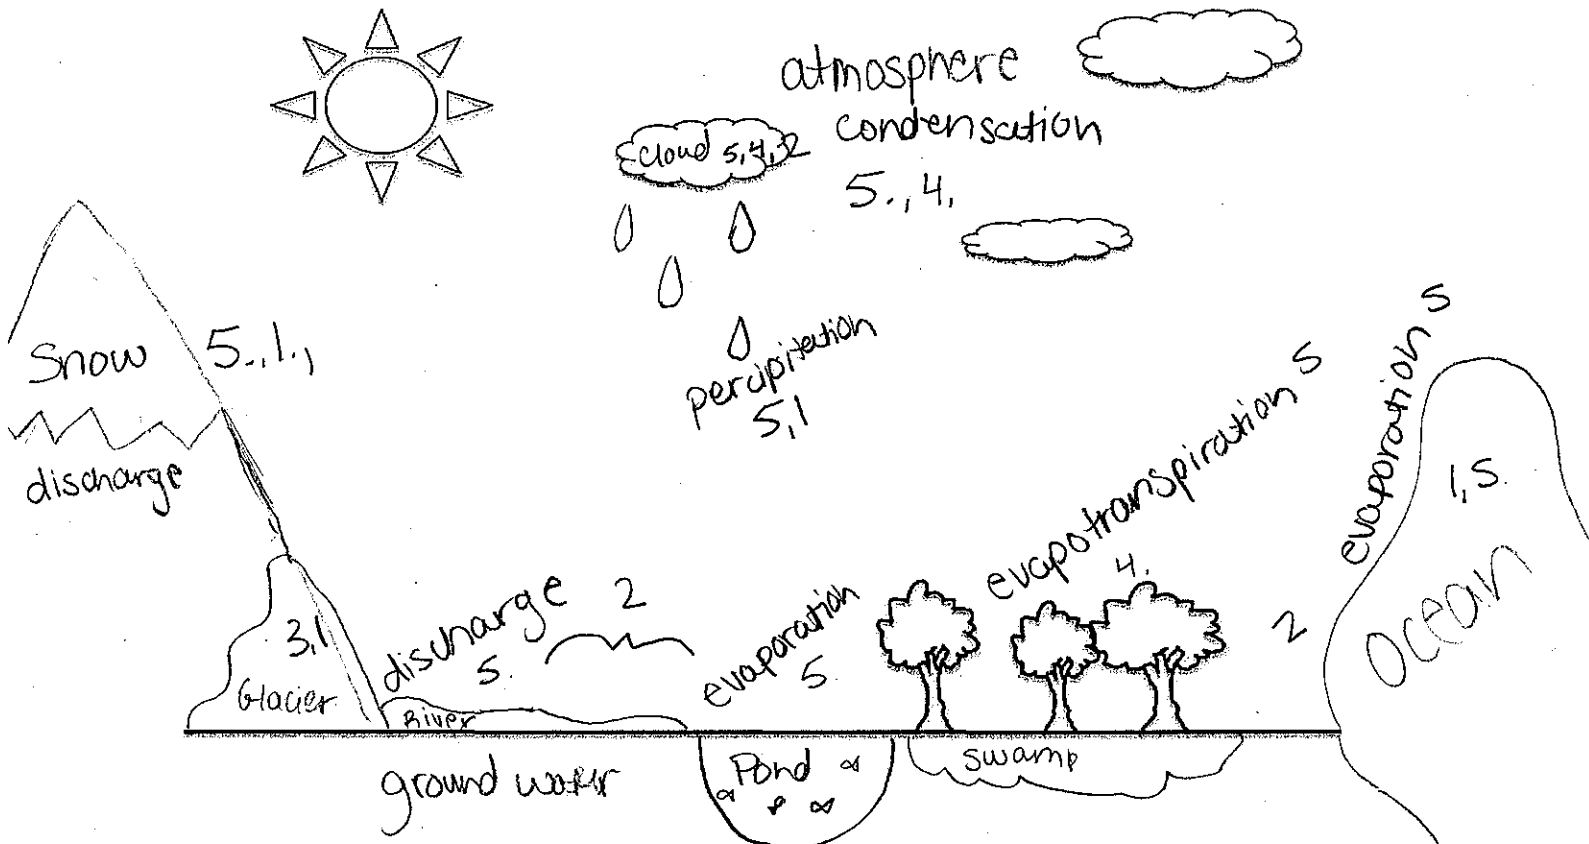 atmosphere
condensation
5., 4.
cloud 5,4,2
Snow 5.,1.,
discharge
percipitation
5,1
evaporation 5
evapotranspiration 5
4.
1,5.
Ocean
2
3,1
Glacier
discharge
5.
2
River
evaporation
5
ground water
Pond
swamp